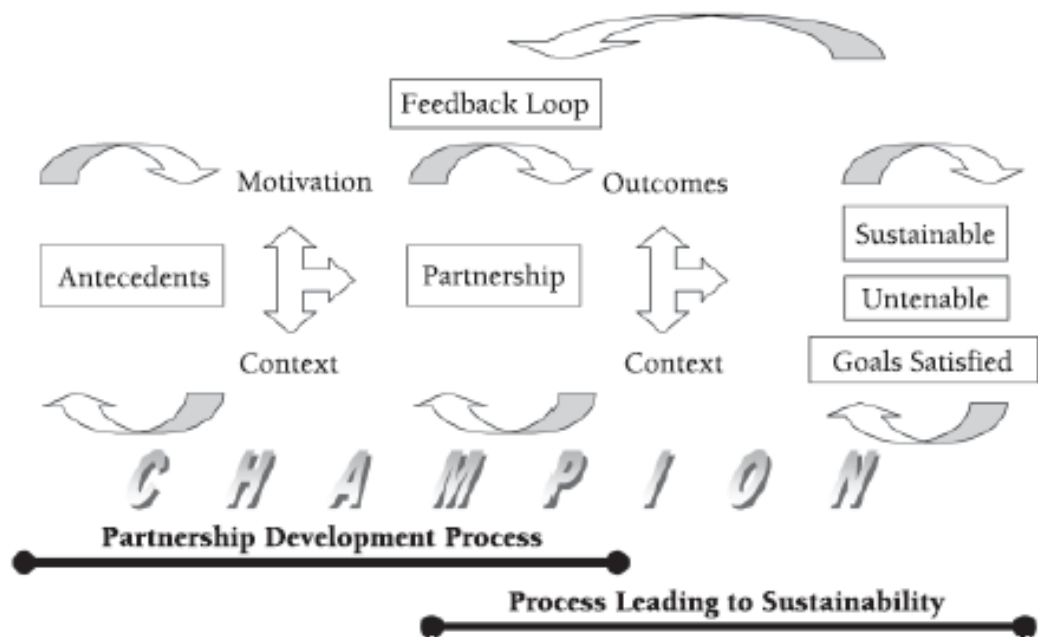 Feedback Loop
Motivation
Outcomes
Antecedents
Partnership
Sustainable
Untenable
Context
Context
Goals Satisfied
CHAMPION
Partnership Development Process
Process Leading to Sustainability